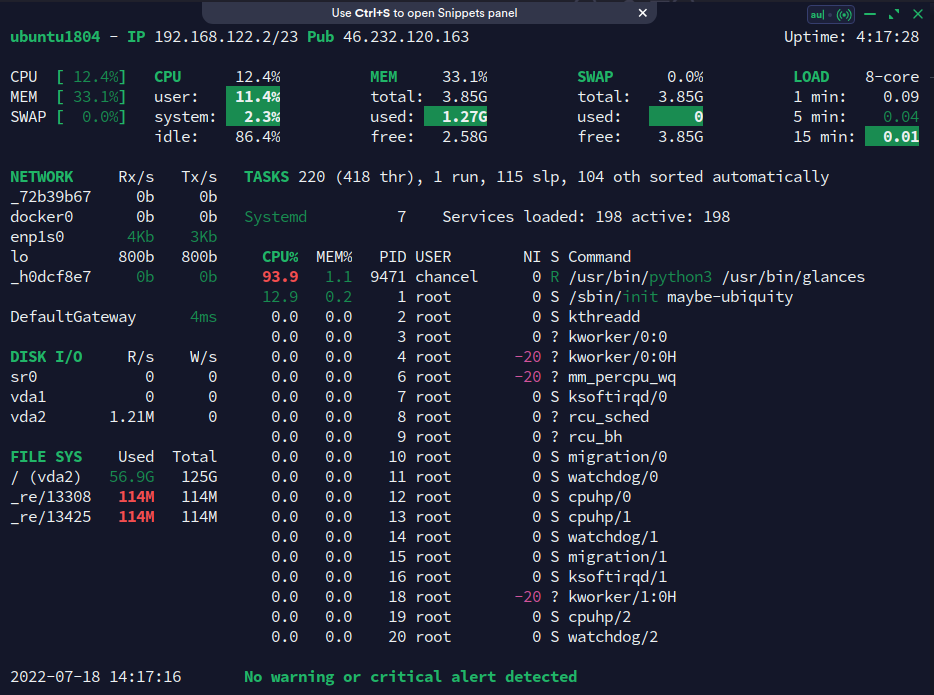 Use Ctrl+S to open Snippets panel
au
ubuntu1804 - IP 192.168.122.2/23 Pub 46.232.120.163 Uptime: 4:17:28
CPU [ 12.4%] CPU 12.4% MEM 33.1% SWAP 0.0% LOAD 8-core
MEM [ 33.1%] user: 11.4% total: 3.85G total: 3.85G 1 min: 0.09
SWAP [ 0.0%] system: 2.3% used: 1.27G used: 0 5 min: 0.04
idle: 86.4% free: 2.58G free: 3.85G 15 min: 0.01
NETWORK Rx/s Tx/s TASKS 220 (418 thr), 1 run, 115 slp, 104 oth sorted automatically
_72b39b67 0b 0b
docker0 0b 0b Systemd 7 Services loaded: 198 active: 198
enp1s0 4Kb 3Kb
lo 800b 800b CPU% MEM% PID USER NI S Command
_h0dcf8e7 0b 0b 93.9 1.1 9471 chancel 0 R /usr/bin/python3 /usr/bin/glances
12.9 0.2 1 root 0 S /sbin/init maybe-ubiquity
DefaultGateway 4ms 0.0 0.0 2 root 0 S kthreadd
0.0 0.0 3 root 0 ? kworker/0:0
DISK I/O R/s W/s 0.0 0.0 4 root -20 ? kworker/0:0H
sr0 0 0 0.0 0.0 6 root -20 ? mm_percpu_wq
vda1 0 0 0.0 0.0 7 root 0 S ksoftirqd/0
vda2 1.21M 0 0.0 0.0 8 root 0 ? rcu_sched
0.0 0.0 9 root 0 ? rcu_bh
FILE SYS Used Total 0.0 0.0 10 root 0 S migration/0
/ (vda2) 56.9G 125G 0.0 0.0 11 root 0 S watchdog/0
_re/13308 114M 114M 0.0 0.0 12 root 0 S cpuhp/0
_re/13425 114M 114M 0.0 0.0 13 root 0 S cpuhp/1
0.0 0.0 14 root 0 S watchdog/1
0.0 0.0 15 root 0 S migration/1
0.0 0.0 16 root 0 S ksoftirqd/1
0.0 0.0 18 root -20 ? kworker/1:0H
0.0 0.0 19 root 0 S cpuhp/2
0.0 0.0 20 root 0 S watchdog/2
2022-07-18 14:17:16 No warning or critical alert detected